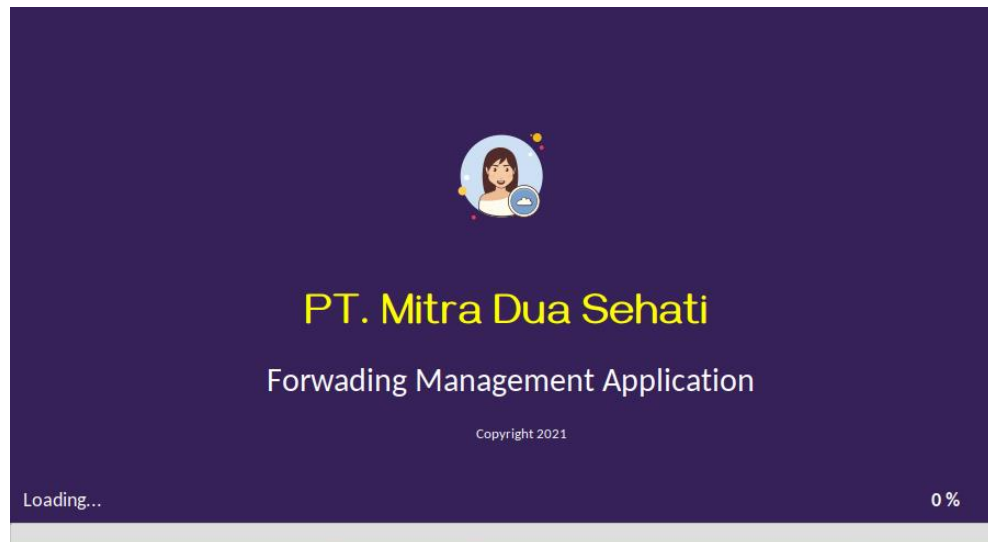 PT. Mitra Dua Sehati
Forwading Management Application
Copyright 2021
Loading...
0 %